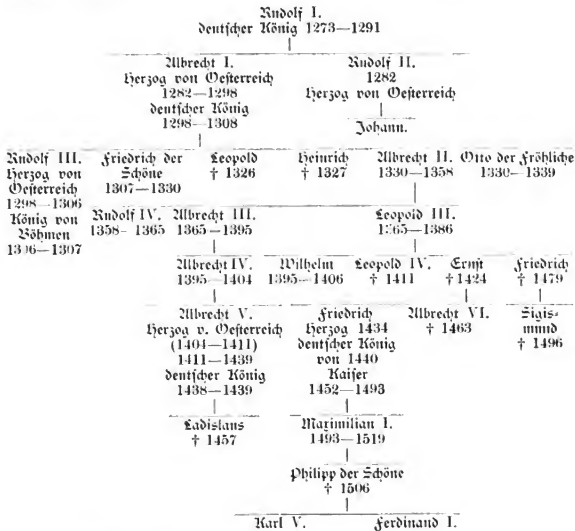 Rudolf I.
deutscher König 1273—1291
Albrecht I. Rudolf II.
Herzog von Oesterreich 1282
1282—1298 Herzog von Oesterreich
deutscher König
1298—1308 Johann.
Rudolf III. Friedrich der Leopold Heinrich Albrecht II. Otto der Fröhliche
Herzog von Schöne † 1326 † 1327 1330—1358 1330—1339
Oesterreich 1307—1330
1298—1306
König von Rudolf IV. Albrecht III. Leopold III.
Böhmen 1358—1365 1365—1395 1365—1386
1306—1307
Albrecht IV. Wilhelm Leopold IV. Ernst Friedrich
1395—1404 1395—1406 † 1411 † 1424 † 1479
Albrecht V. Friedrich Albrecht VI. Sigis-
Herzog v. Oesterreich Herzog 1434 † 1463 mund
(1404—1411) deutscher König † 1496
1411—1439 von 1440
deutscher König Kaiser
1438—1439 1452—1493
Ladislaus Maximilian I.
† 1457 1493—1519
Philipp der Schöne
† 1506
Karl V. Ferdinand I.